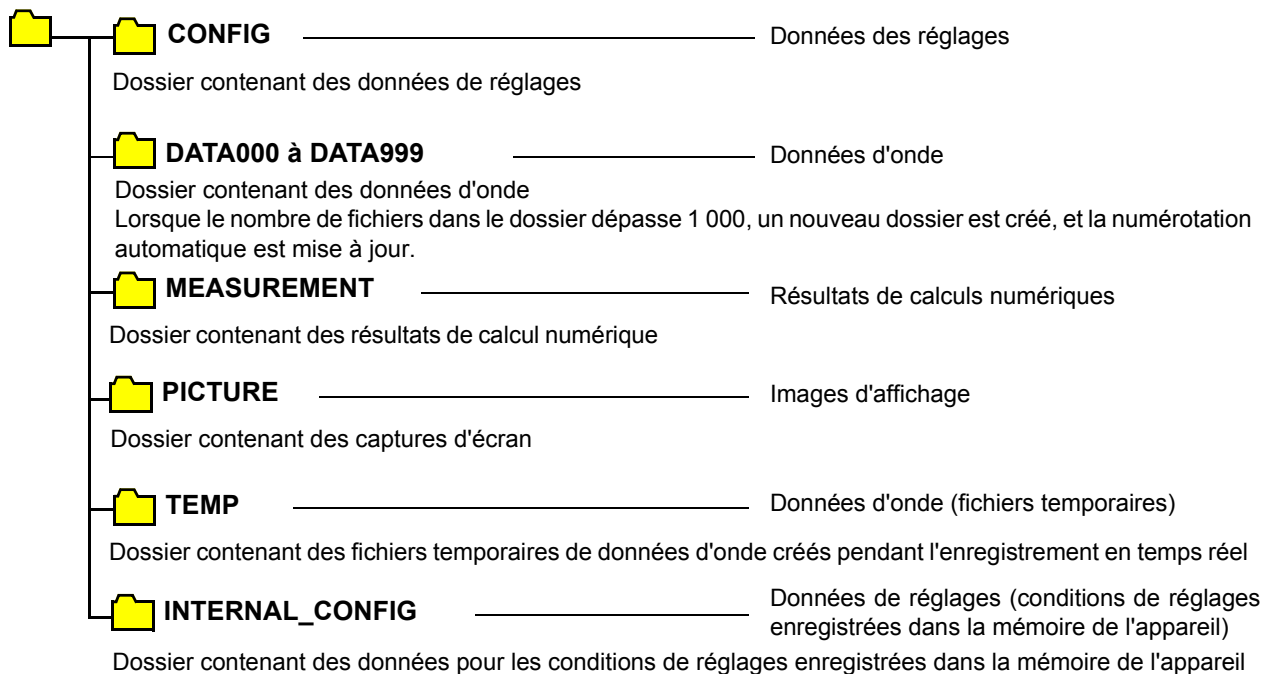 CONFIG
Données des réglages
Dossier contenant des données de réglages
DATA000 à DATA999
Données d'onde
Dossier contenant des données d'onde
Lorsque le nombre de fichiers dans le dossier dépasse 1 000, un nouveau dossier est créé, et la numérotation
automatique est mise à jour.
MEASUREMENT
Résultats de calculs numériques
Dossier contenant des résultats de calcul numérique
PICTURE
Images d'affichage
Dossier contenant des captures d'écran
TEMP
Données d'onde (fichiers temporaires)
Dossier contenant des fichiers temporaires de données d'onde créés pendant l'enregistrement en temps réel
INTERNAL_CONFIG
Données de réglages (conditions de réglages
enregistrées dans la mémoire de l'appareil)
Dossier contenant des données pour les conditions de réglages enregistrées dans la mémoire de l'appareil